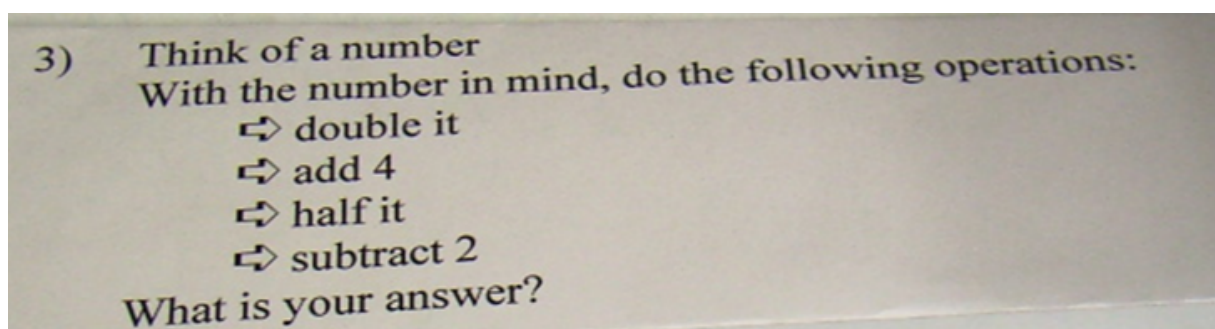 3) Think of a number
With the number in mind, do the following operations:
➪ double it
➪ add 4
➪ half it
➪ subtract 2
What is your answer?